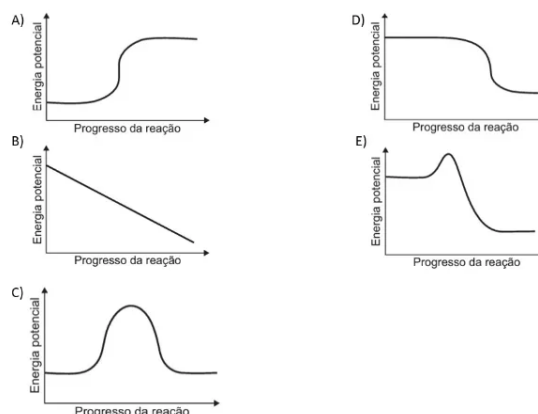 A)
Energia potencial
Progresso da reação
B)
Energia potencial
Progresso da reação
C)
Energia potencial
Progresso da reação
D)
Energia potencial
Progresso da reação
E)
Energia potencial
Progresso da reação